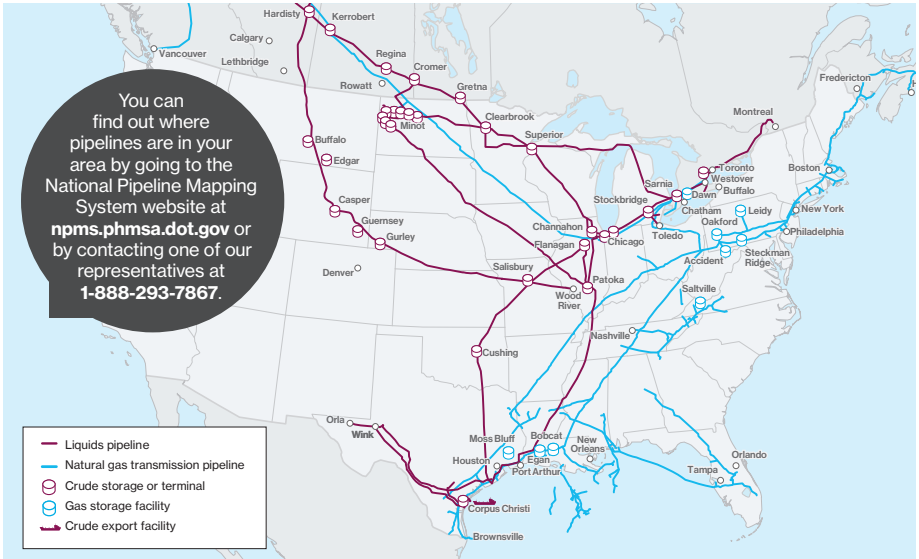 Hardisty
Kerrobert
Calgary
Vancouver
Lethbridge
Regina
Cromer
Rowatt
Gretna
Minot
Clearbrook
Superior
Fredericton
H
Montreal
You can
find out where
pipelines are in your
area by going to the
National Pipeline Mapping
System website at
npms.phmsa.dot.gov or
by contacting one of our
representatives at
1-888-293-7867.
Buffalo
Edgar
Casper
Guernsey
Gurley
Denver
Toronto
Westover
Buffalo
Boston
Sarnia
Dawn
Stockbridge
Chatham
Oakford
Leidy
New York
Channahon
Flanagan
Chicago
Toledo
Philadelphia
Accident
Steckman
Ridge
Salisbury
Patoka
Wood
River
Saltville
Nashville
Cushing
Orla
Wink
Moss Bluff
Bobcat
New
Orleans
Houston
Egan
Port Arthur
Orlando
Tampa
Corpus Christi
Brownsville
Liquids pipeline
Natural gas transmission pipeline
Crude storage or terminal
Gas storage facility
Crude export facility